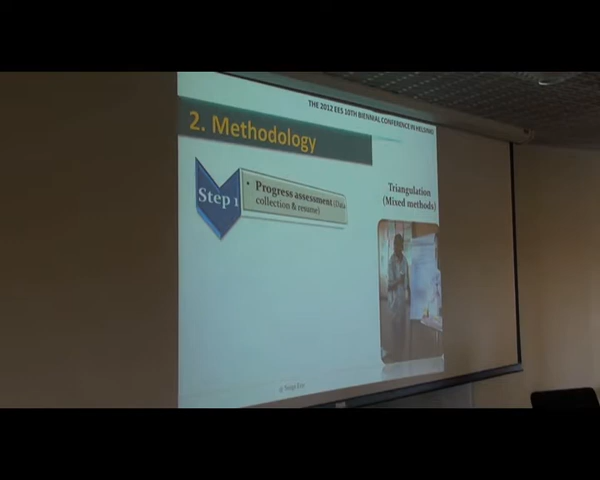 THE 2012 EES 10TH BIENNIAL CONFERENCE IN HELSINKI
2. Methodology
Step 1
• Progress assessment (Data
collection & resume)
Triangulation
(Mixed methods)